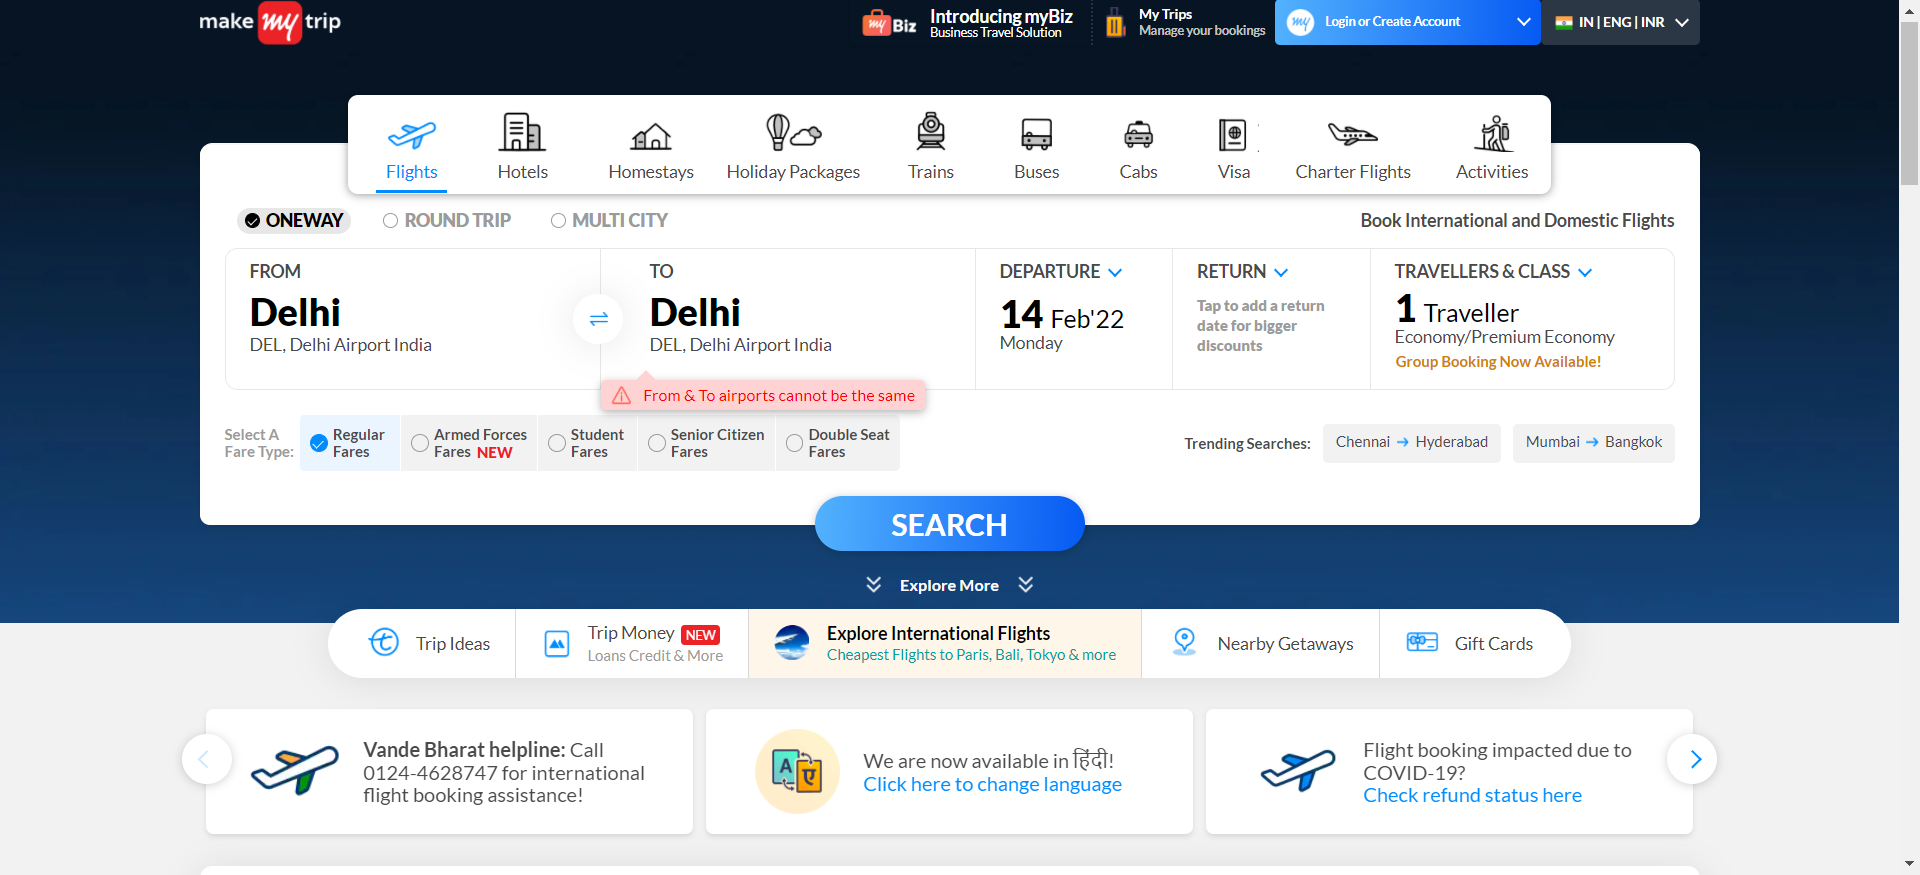 make my trip
myBiz
Introducing myBiz
Business Travel Solution
My Trips
Manage your bookings
my
Login or Create Account
IN | ENG | INR
Flights
Hotels
Homestays
Holiday Packages
Trains
Buses
Cabs
Visa
Charter Flights
Activities
ONEWAY
ROUND TRIP
MULTI CITY
Book International and Domestic Flights
FROM
Delhi
DEL, Delhi Airport India
TO
Delhi
DEL, Delhi Airport India
DEPARTURE
14 Feb'22
Monday
RETURN
Tap to add a return
date for bigger
discounts
TRAVELLERS & CLASS
1 Traveller
Economy/Premium Economy
Group Booking Now Available!
From & To airports cannot be the same
Select A
Fare Type:
Regular
Fares
Armed Forces
Fares NEW
Student
Fares
Senior Citizen
Fares
Double Seat
Fares
Trending Searches:
Chennai → Hyderabad
Mumbai → Bangkok
SEARCH
Explore More
Trip Ideas
Trip Money NEW
Loans Credit & More
Explore International Flights
Cheapest Flights to Paris, Bali, Tokyo & more
Nearby Getaways
Gift Cards
Vande Bharat helpline: Call
0124-4628747 for international
flight booking assistance!
A ए
We are now available in हिंदी!
Click here to change language
Flight booking impacted due to
COVID-19?
Check refund status here